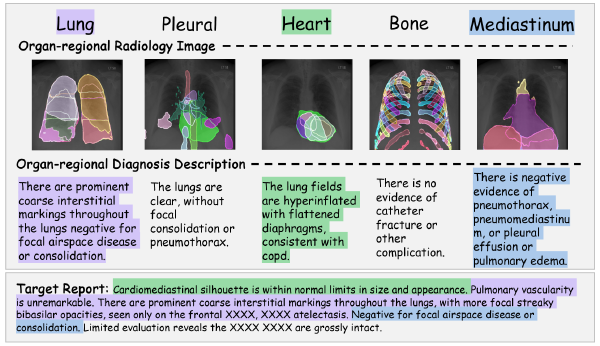 Lung Pleural Heart Bone Mediastinum
Organ-regional Radiology Image
Organ-regional Diagnosis Description
There are prominent
coarse interstitial
markings throughout
the lungs negative for
focal airspace disease
or consolidation.
The lungs are
clear, without
focal
consolidation or
pneumothorax.
The lung fields
are hyperinflated
with flattened
diaphragms,
consistent with
copd.
There is no
evidence of
catheter
fracture or
other
complication.
There is negative
evidence of
pneumothorax,
pneumomediastinu
m, or pleural
effusion or
pulmonary edema.
Target Report: Cardiomediastinal silhouette is within normal limits in size and appearance. Pulmonary vascularity
is unremarkable. There are prominent coarse interstitial markings throughout the lungs, with more focal streaky
bibasilar opacities, seen only on the frontal XXXX, XXXX atelectasis. Negative for focal airspace disease or
consolidation. Limited evaluation reveals the XXXX XXXX are grossly intact.